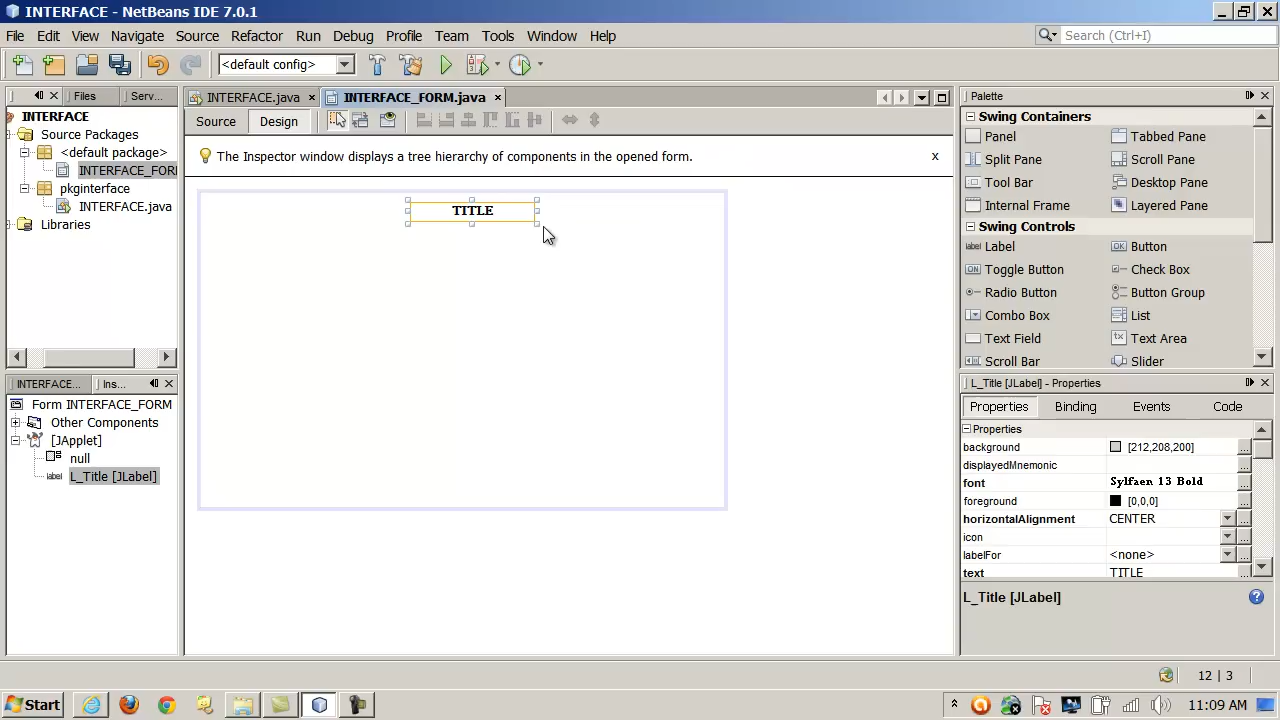 INTERFACE - NetBeans IDE 7.0.1
File Edit View Navigate Source Refactor Run Debug Profile Team Tools Window Help
Search (Ctrl+I)
<default config>
Files Serv...
INTERFACE
Source Packages
<default package>
INTERFACE_FORM
pkginterface
INTERFACE.java
Libraries
INTERFACE.java INTERFACE_FORM.java
Source Design
The Inspector window displays a tree hierarchy of components in the opened form. x
TITLE
INTERFACE... Ins...
Form INTERFACE_FORM
Other Components
[JApplet]
null
label L_Title [JLabel]
Palette
Swing Containers
Panel Tabbed Pane
Split Pane Scroll Pane
Tool Bar Desktop Pane
Internal Frame Layered Pane
Swing Controls
label Label OK Button
ON Toggle Button Check Box
Radio Button Button Group
Combo Box List
Text Field Text Area
Scroll Bar Slider
L_Title [JLabel] - Properties
Properties Binding Events Code
Properties
background [212,208,200] ...
displayedMnemonic ...
font Sylfaen 13 Bold ...
foreground [0,0,0] ...
horizontalAlignment CENTER ...
icon ...
labelFor <none> ...
text TITLE ...
L_Title [JLabel]
12 | 3
Start
11:09 AM